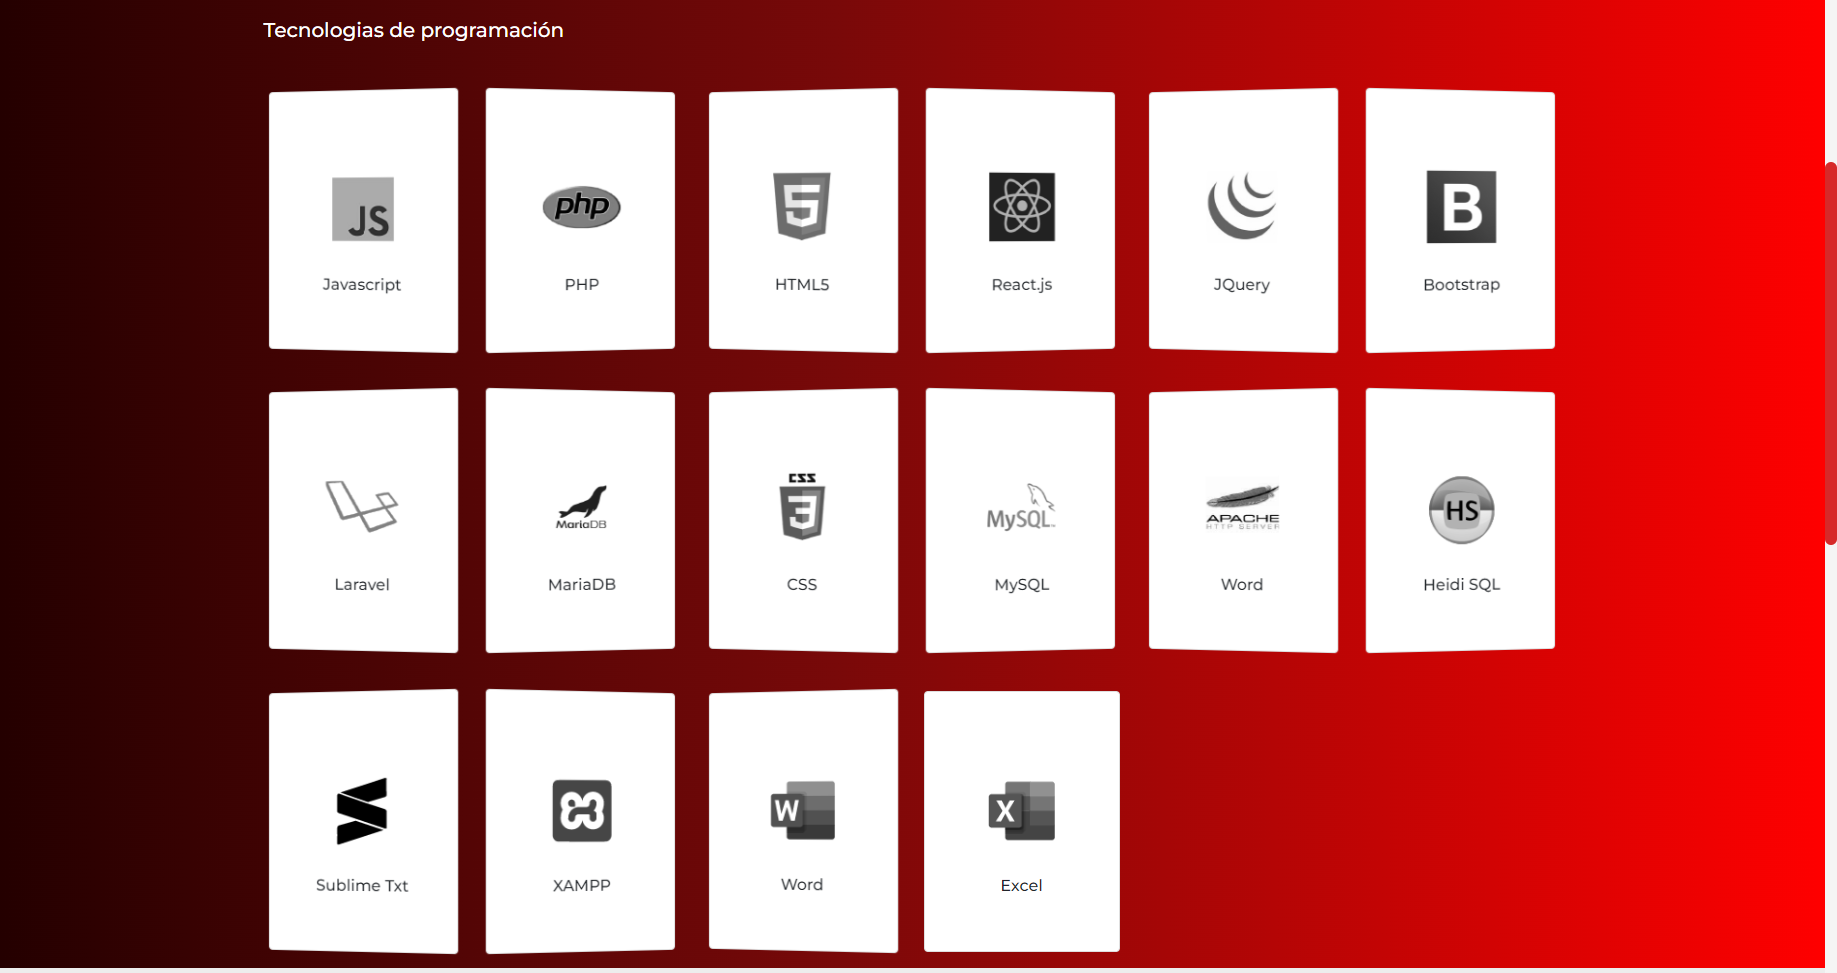 Tecnologias de programación
JS
php
5
B
Javascript
PHP
HTML5
React.js
JQuery
Bootstrap
CSS
3
MariaDB
MySQL
APACHE
HTTP SERVER
HS
Laravel
MariaDB
CSS
MySQL
Word
Heidi SQL
W
X
Sublime Txt
XAMPP
Word
Excel